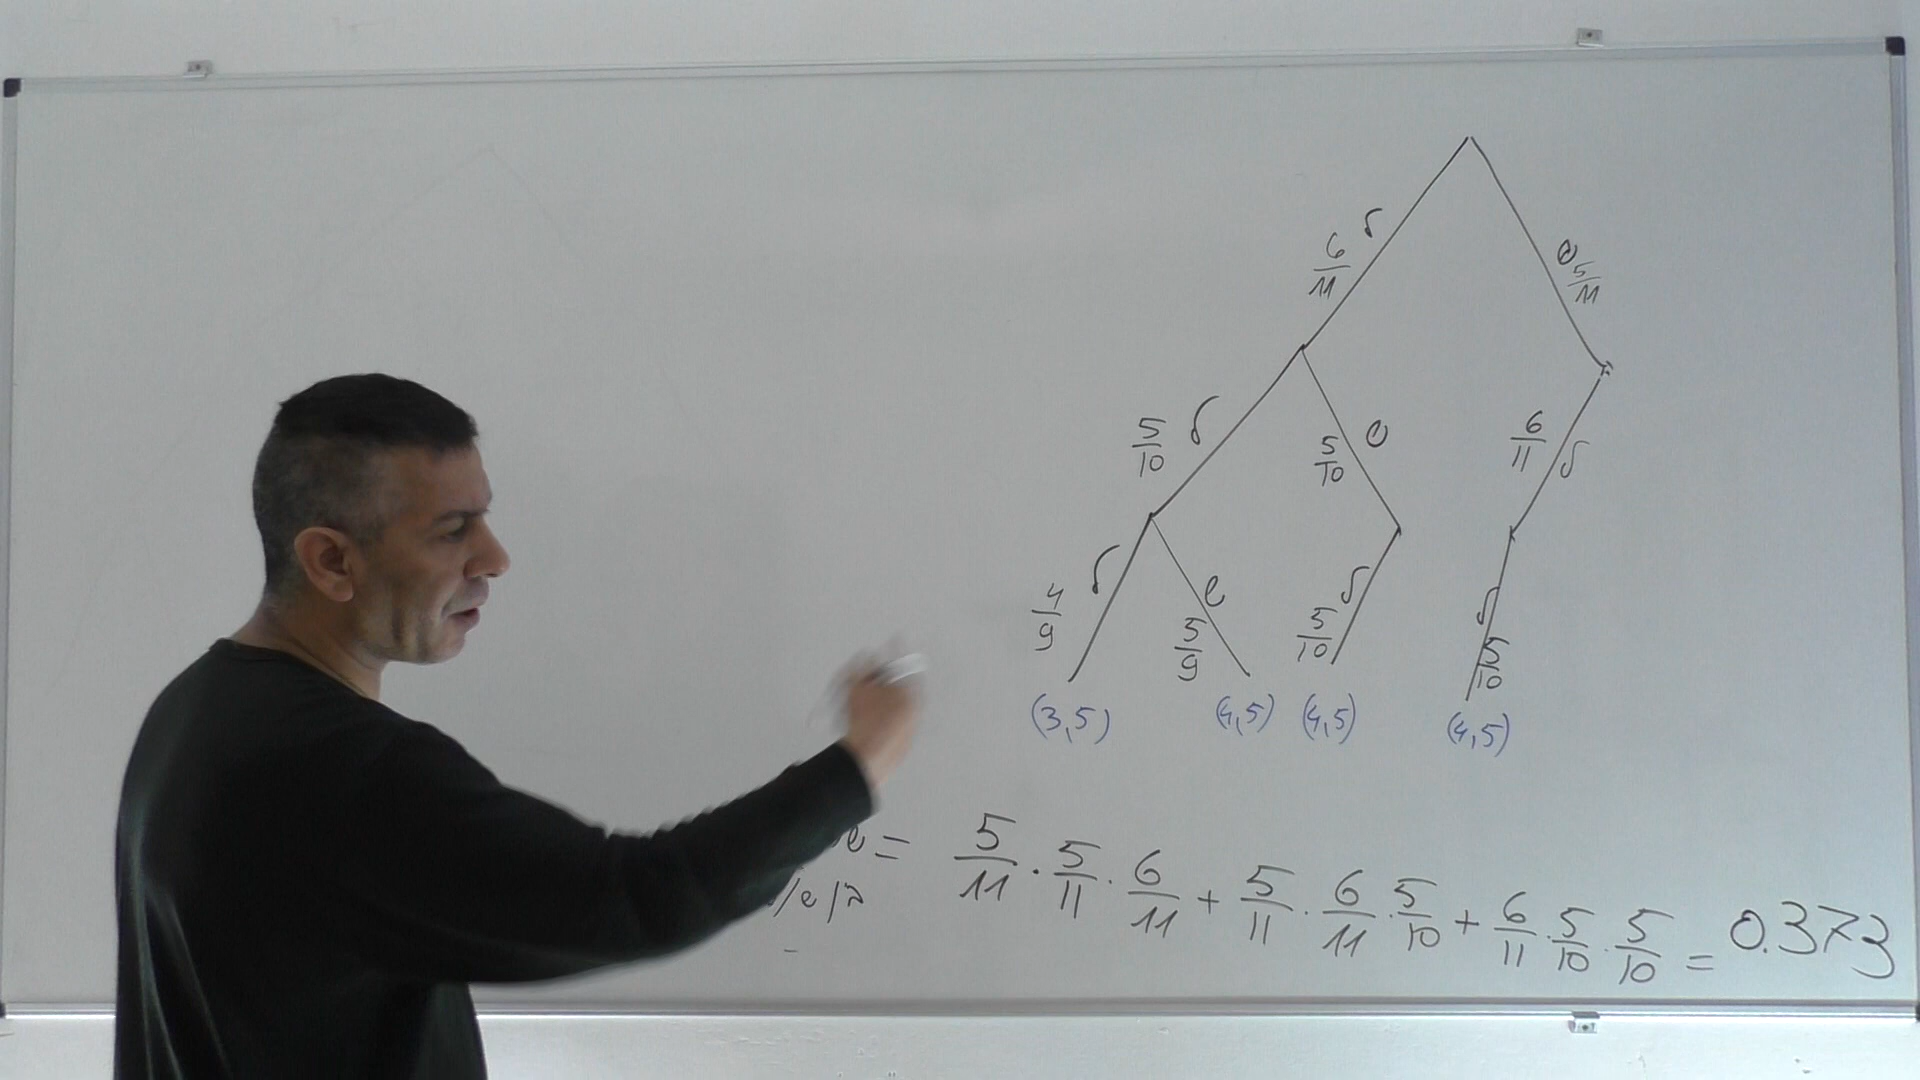 6/11 5/11
5/10 5/10 6/11
4/9 5/9 5/10 5/10
(3,5) (4,5) (4,5) (4,5)
= 5/11 · 5/11 · 6/11 + 5/11 · 6/11 · 5/10 + 6/11 · 5/10 · 5/10 = 0.373